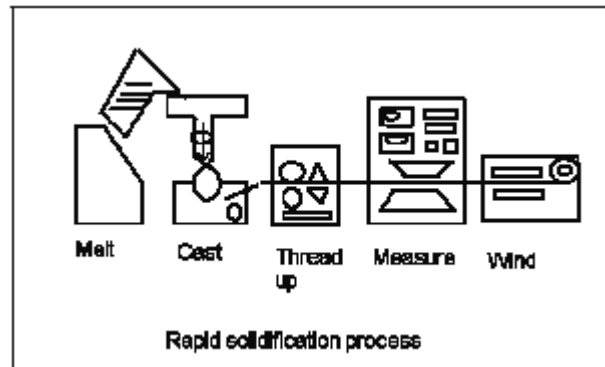 Melt
Cast
Thread
up
Measure
Wind
Rapid solidification process